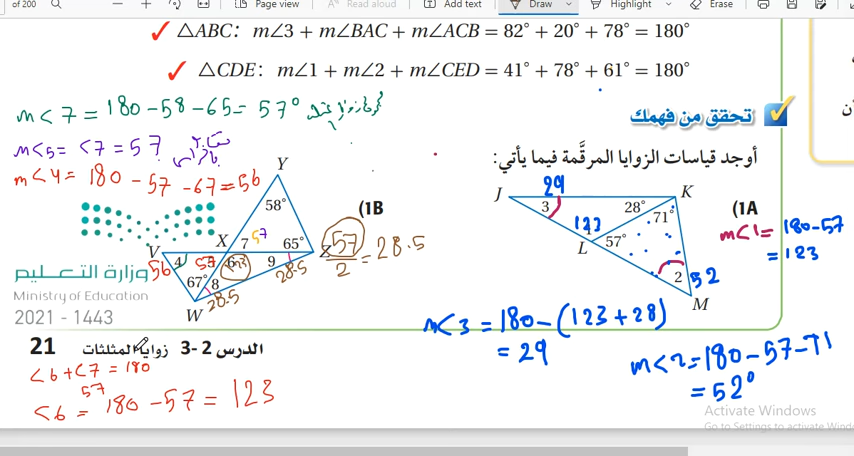 of 200
Page view
Read aloud
Add text
Draw
Highlight
Erase
✓ △ABC: m∠3 + m∠BAC + m∠ACB = 82° + 20° + 78° = 180°
✓ △CDE: m∠1 + m∠2 + m∠CED = 41° + 78° + 61° = 180°
تحقق من فهمك
أوجد قياسات الزوايا المرقَّمة فيما يأتي:
(1A
J
29
K
3
28°
71°
123
L
57°
2
52
M
m<1 = 180-57
= 123
m<3 = 180-(123+28)
= 29
m<2 = 180-57-71
= 52°
(1B
m<7 = 180-58-65 = 57°
m<5 = <7 = 57
m<4 = 180-57-67 = 56
Y
58°
X
7
57
65°
Z
V
4
56
57
6
9
28.5
67°
8
28.5
W
57/2 = 28.5
وزارة التعليم
Ministry of Education
2021 - 1443
الدرس 2 -3 زوايا المثلثات 21
<6 + <7 = 180
57
<6 = 180 - 57 = 123
Activate Windows
Go to Settings to activate Wind